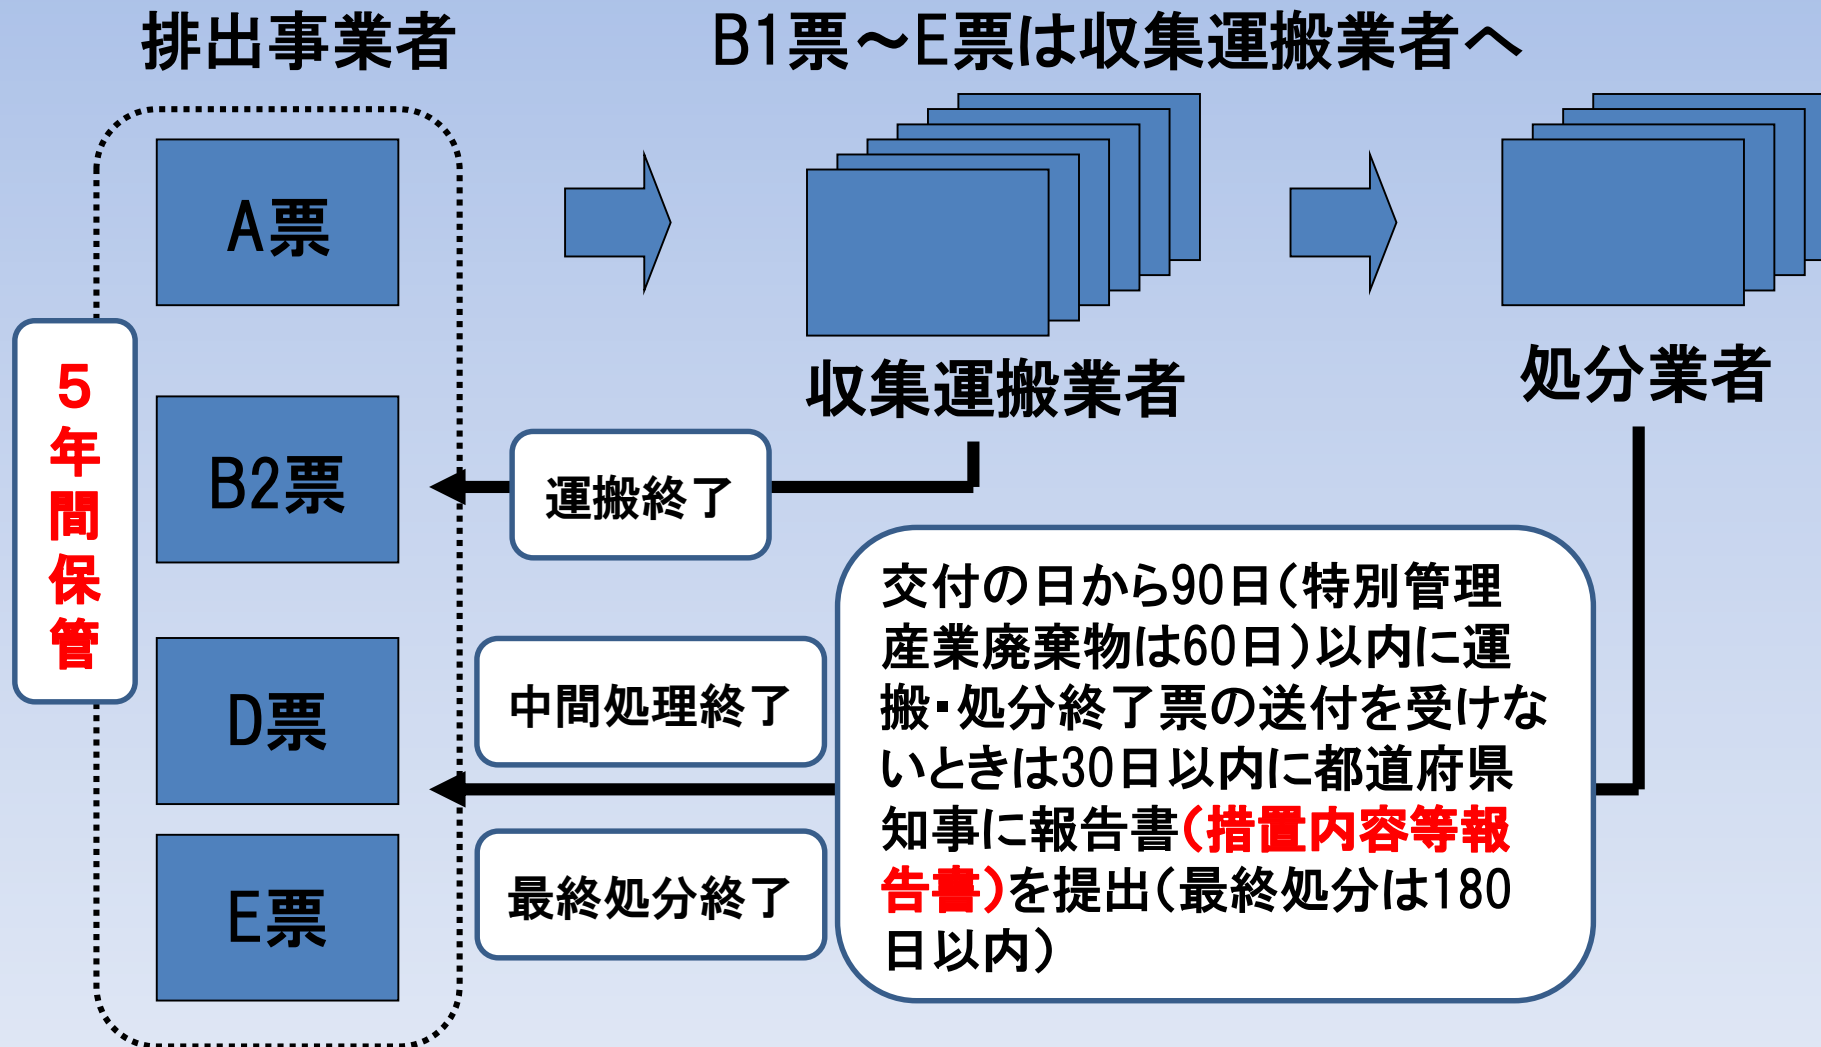 排出事業者
B1票～E票は収集運搬業者へ
A票
B2票
D票
E票
5年間保管
収集運搬業者
処分業者
運搬終了
中間処理終了
最終処分終了
交付の日から90日（特別管理
産業廃棄物は60日）以内に運
搬・処分終了票の送付を受けな
いときは30日以内に都道府県
知事に報告書（措置内容等報
告書）を提出（最終処分は180
日以内）